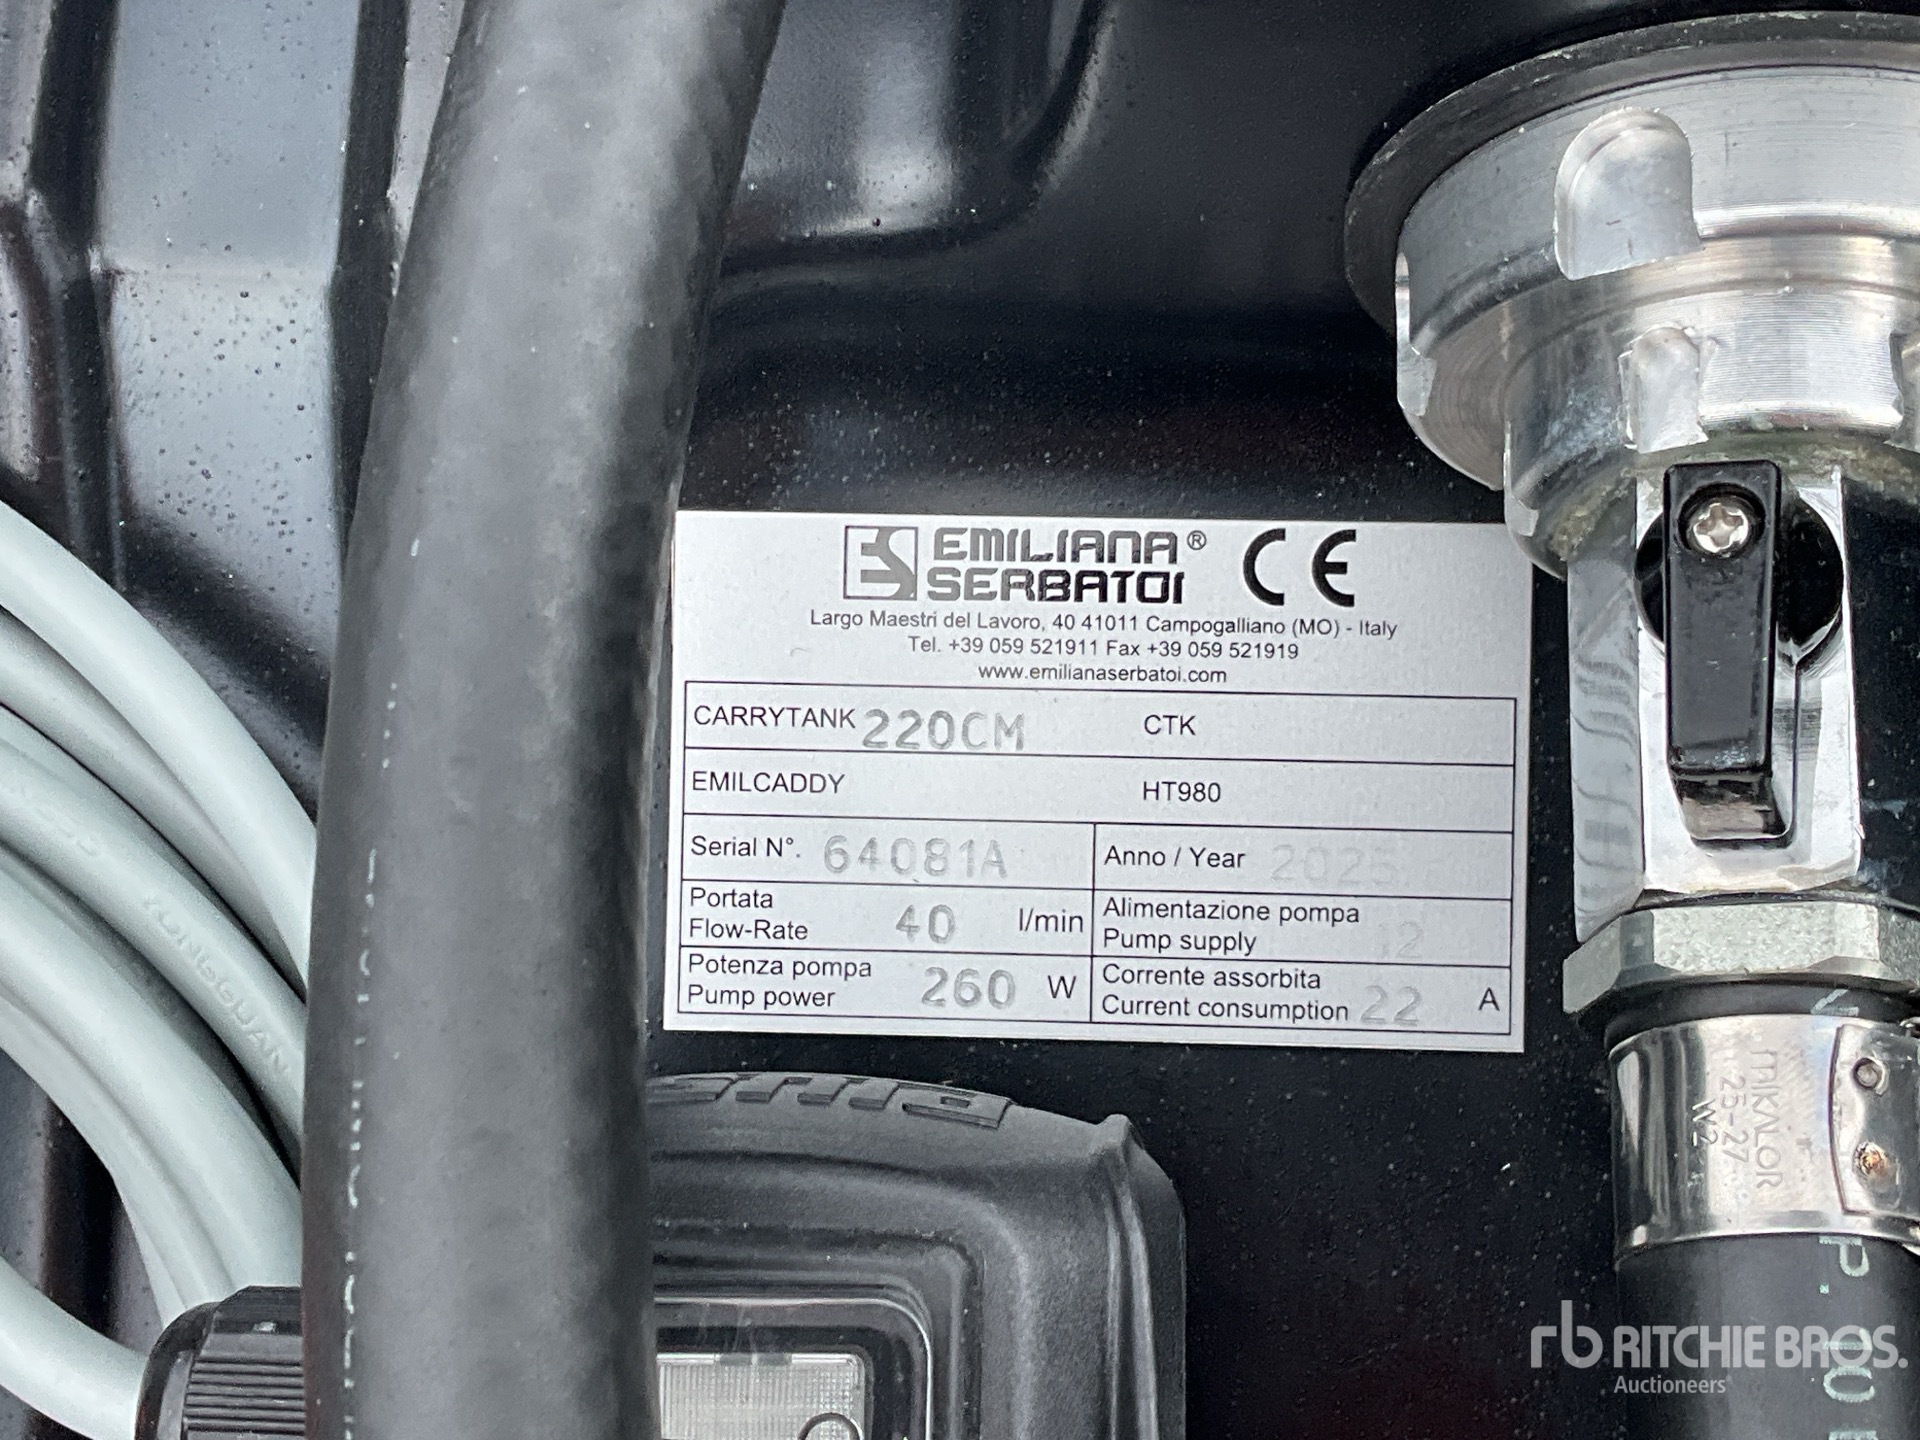 EMILIANA®
SERBATOI
CE
Largo Maestri del Lavoro, 40 41011 Campogalliano (MO) - Italy
Tel. +39 059 521911 Fax +39 059 521919
www.emilianaserbatoi.com
CARRYTANK 220CM CTK
EMILCADDY HT980
Serial N°. 64081A Anno / Year 2025
Portata
Flow-Rate 40 l/min
Alimentazione pompa
Pump supply 12
Potenza pompa
Pump power 260 W
Corrente assorbita
Current consumption 22 A
YONGGUAN
MIKALOR
25-27
W2
rb RITCHIE BROS.
Auctioneers